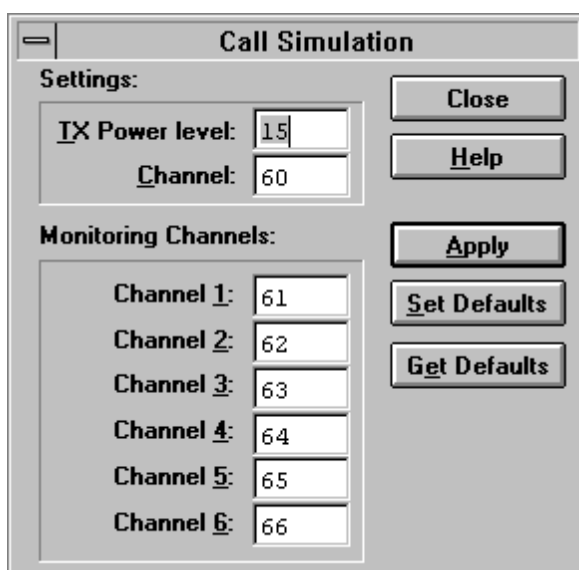 Call Simulation
Settings:
TX Power level: 15
Channel: 60
Close
Help
Monitoring Channels:
Channel 1: 61
Channel 2: 62
Channel 3: 63
Channel 4: 64
Channel 5: 65
Channel 6: 66
Apply
Set Defaults
Get Defaults